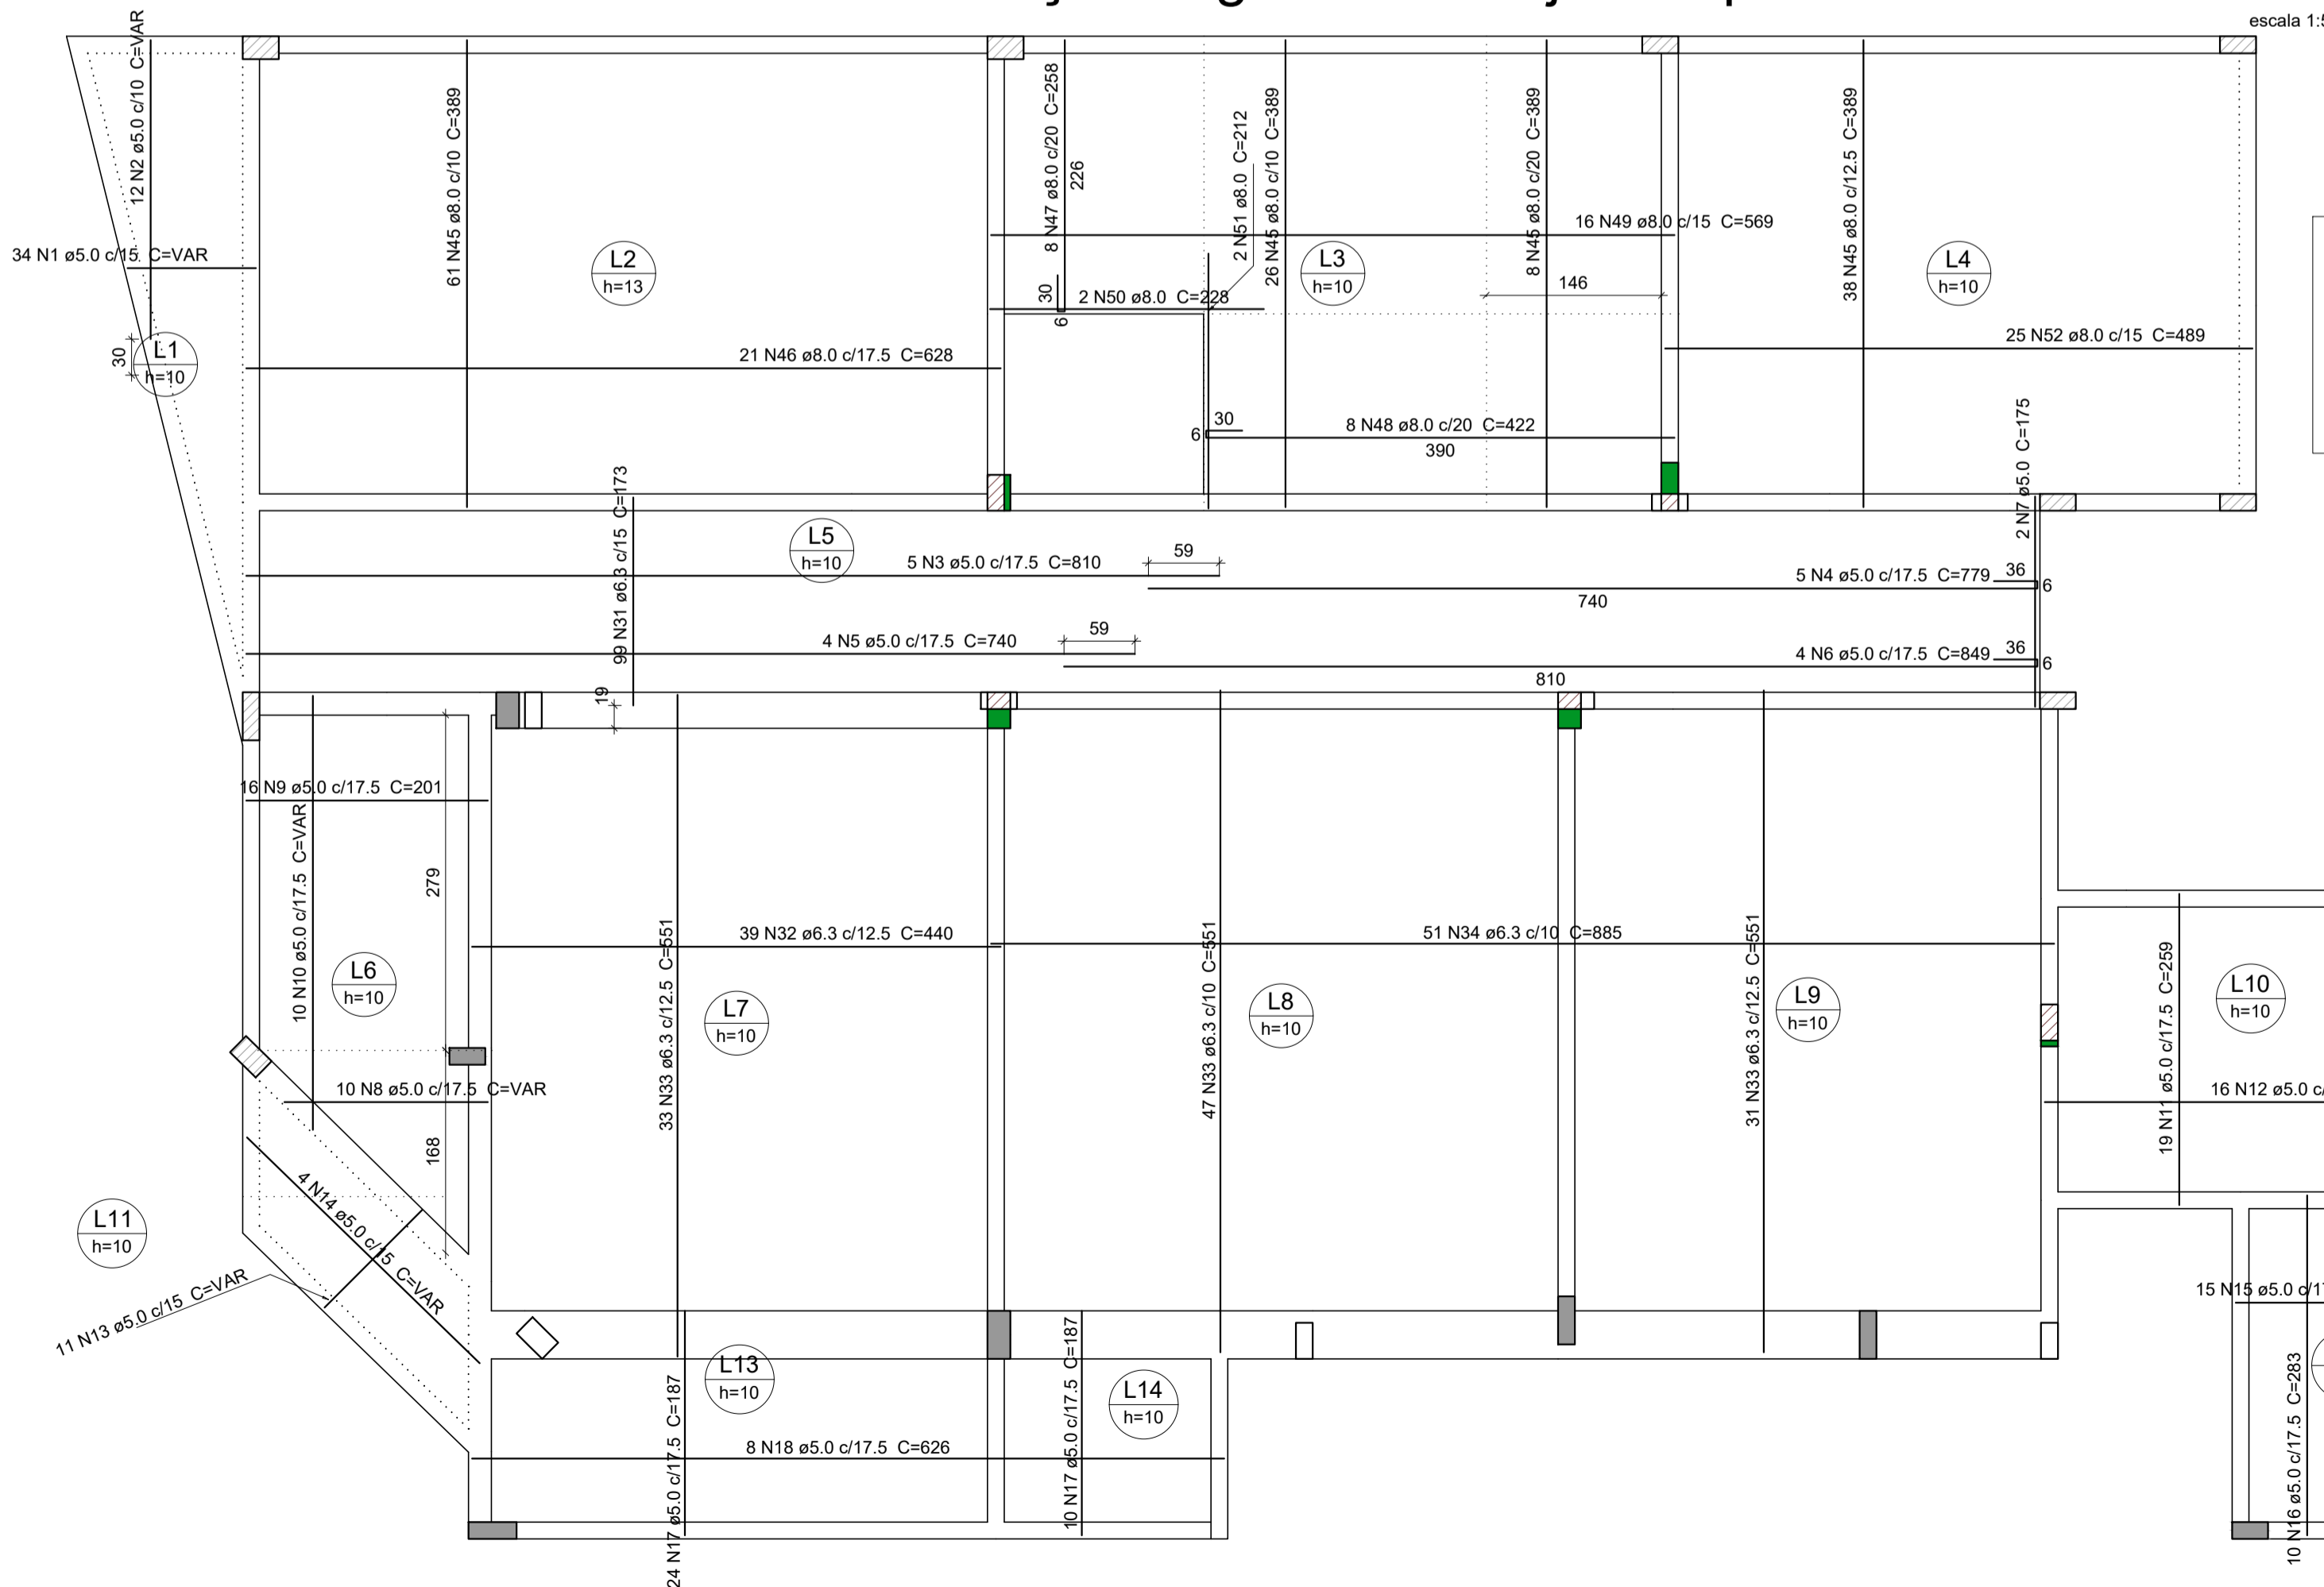 escala 1:5
12 N2 ø5.0 c/10 C=VAR
34 N1 ø5.0 c/15 C=VAR
30
L1
h=10
61 N45 ø8.0 c/10 C=389
L2
h=13
21 N46 ø8.0 c/17.5 C=628
8 N47 ø8.0 c/20 C=258
226
30
6
2 N50 ø8.0 C=228
2 N51 ø8.0 C=212
26 N45 ø8.0 c/10 C=389
L3
h=10
8 N45 ø8.0 c/20 C=389
16 N49 ø8.0 c/15 C=569
146
30
6
8 N48 ø8.0 c/20 C=422
390
38 N45 ø8.0 c/12.5 C=389
L4
h=10
25 N52 ø8.0 c/15 C=489
2 N7 ø5.0 C=175
99 N31 ø6.3 c/15 C=173
19
L5
h=10
5 N3 ø5.0 c/17.5 C=810
59
5 N4 ø5.0 c/17.5 C=779
36
6
740
4 N5 ø5.0 c/17.5 C=740
59
4 N6 ø5.0 c/17.5 C=849
36
6
810
16 N9 ø5.0 c/17.5 C=201
10 N10 ø5.0 c/17.5 C=VAR
279
L6
h=10
10 N8 ø5.0 c/17.5 C=VAR
168
39 N32 ø6.3 c/12.5 C=440
33 N33 ø6.3 c/12.5 C=551
L7
h=10
51 N34 ø6.3 c/10 C=885
47 N33 ø6.3 c/10 C=551
L8
h=10
31 N33 ø6.3 c/12.5 C=551
L9
h=10
19 N11 ø5.0 c/17.5 C=259
L10
h=10
16 N12 ø5.0 c/
L11
h=10
4 N14 ø5.0 c/15 C=VAR
11 N13 ø5.0 c/15 C=VAR
24 N17 ø5.0 c/17.5 C=187
L13
h=10
8 N18 ø5.0 c/17.5 C=626
10 N17 ø5.0 c/17.5 C=187
L14
h=10
15 N15 ø5.0 c/17
10 N16 ø5.0 c/17.5 C=283